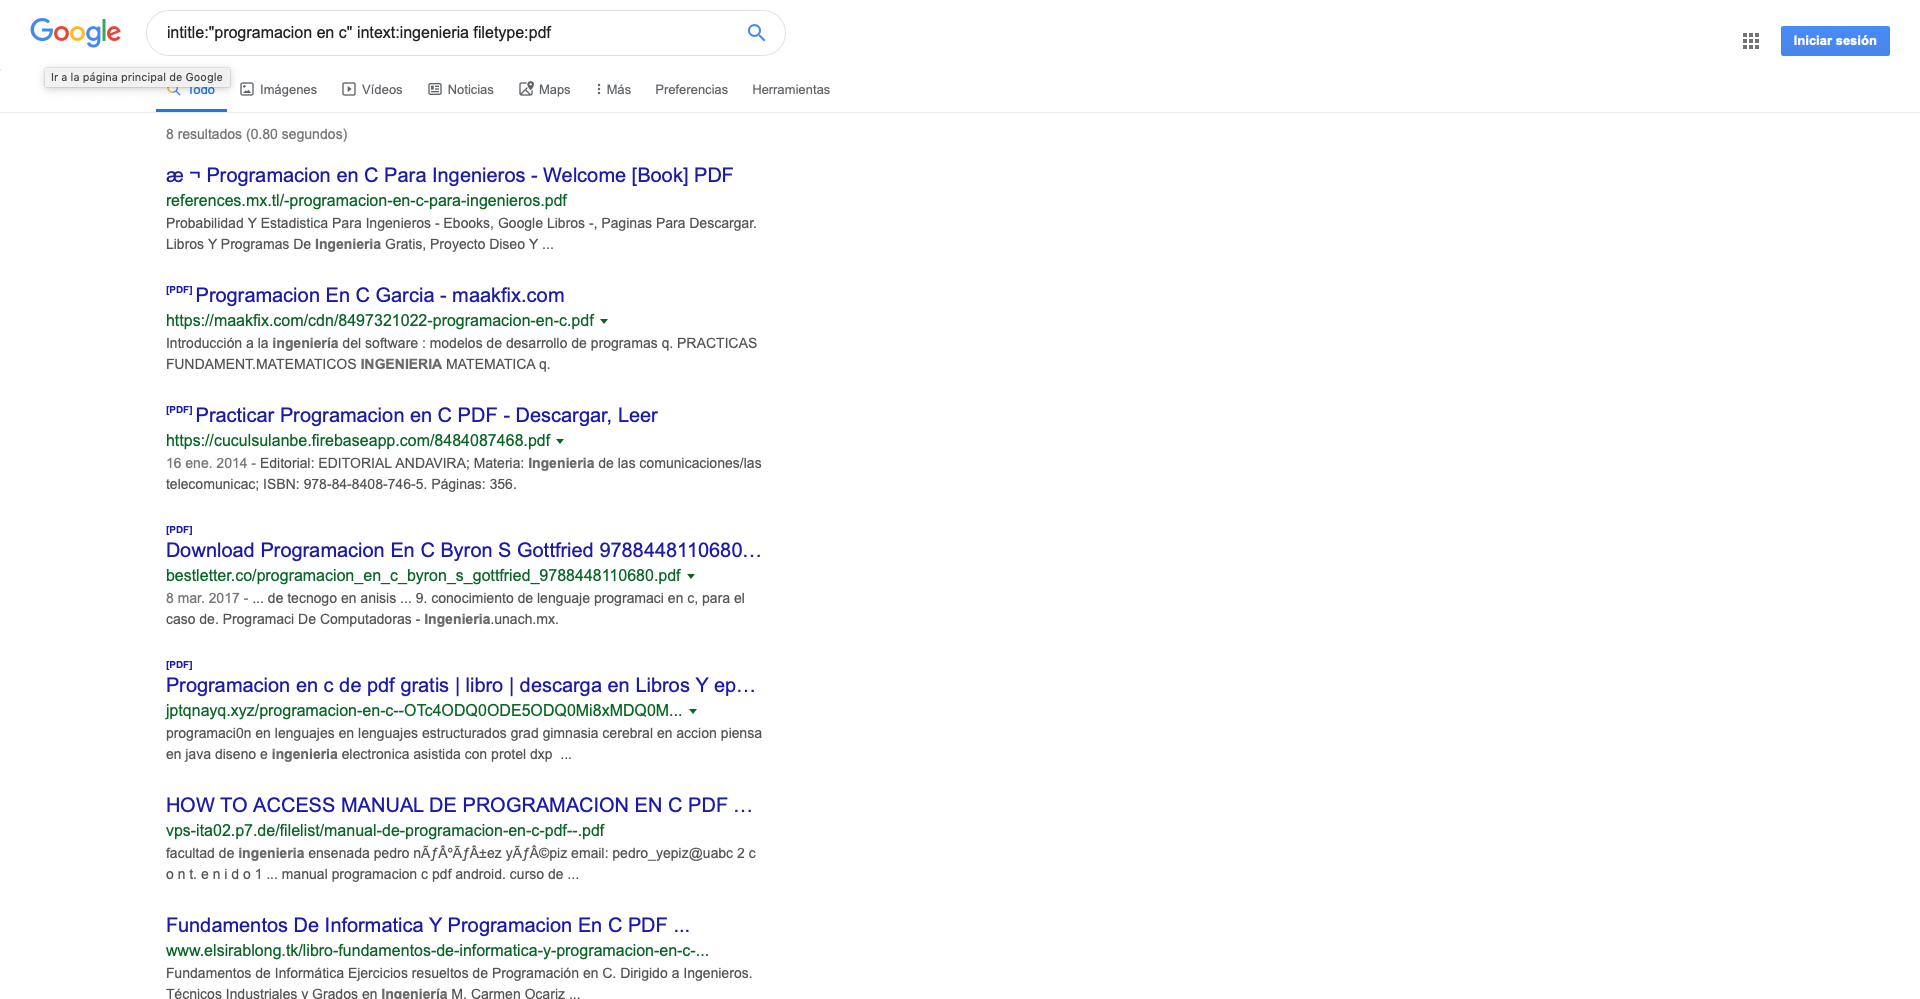 Google
intitle:"programacion en c" intext:ingenieria filetype:pdf
Iniciar sesión
Ir a la página principal de Google
Todo Imágenes Vídeos Noticias Maps Más Preferencias Herramientas
8 resultados (0.80 segundos)
æ ¬ Programacion en C Para Ingenieros - Welcome [Book] PDF
references.mx.tl/-programacion-en-c-para-ingenieros.pdf
Probabilidad Y Estadistica Para Ingenieros - Ebooks, Google Libros -, Paginas Para Descargar.
Libros Y Programas De Ingenieria Gratis, Proyecto Diseo Y ...
[PDF] Programacion En C Garcia - maakfix.com
https://maakfix.com/cdn/8497321022-programacion-en-c.pdf
Introducción a la ingeniería del software : modelos de desarrollo de programas q. PRACTICAS
FUNDAMENT.MATEMATICOS INGENIERIA MATEMATICA q.
[PDF] Practicar Programacion en C PDF - Descargar, Leer
https://cuculsulanbe.firebaseapp.com/8484087468.pdf
16 ene. 2014 - Editorial: EDITORIAL ANDAVIRA; Materia: Ingenieria de las comunicaciones/las
telecomunicac; ISBN: 978-84-8408-746-5. Páginas: 356.
[PDF]
Download Programacion En C Byron S Gottfried 9788448110680...
bestletter.co/programacion_en_c_byron_s_gottfried_9788448110680.pdf
8 mar. 2017 - ... de tecnogo en anisis ... 9. conocimiento de lenguaje programaci en c, para el
caso de. Programaci De Computadoras - Ingenieria.unach.mx.
[PDF]
Programacion en c de pdf gratis | libro | descarga en Libros Y ep...
jptqnayq.xyz/programacion-en-c--OTc4ODQ0ODE5ODQ0Mi8xMDQ0M...
programaci0n en lenguajes en lenguajes estructurados grad gimnasia cerebral en accion piensa
en java diseno e ingenieria electronica asistida con protel dxp ...
HOW TO ACCESS MANUAL DE PROGRAMACION EN C PDF ...
vps-ita02.p7.de/filelist/manual-de-programacion-en-c-pdf--.pdf
facultad de ingenieria ensenada pedro nÃƒÂºÃƒÂ±ez yÃƒÂ©piz email: pedro_yepiz@uabc 2 c
o n t. e n i d o 1 ... manual programacion c pdf android. curso de ...
Fundamentos De Informatica Y Programacion En C PDF ...
www.elsirablong.tk/libro-fundamentos-de-informatica-y-programacion-en-c-...
Fundamentos de Informática Ejercicios resueltos de Programación en C. Dirigido a Ingenieros.
Técnicos Industriales y Grados en Ingeniería M. Carmen Ocariz ...